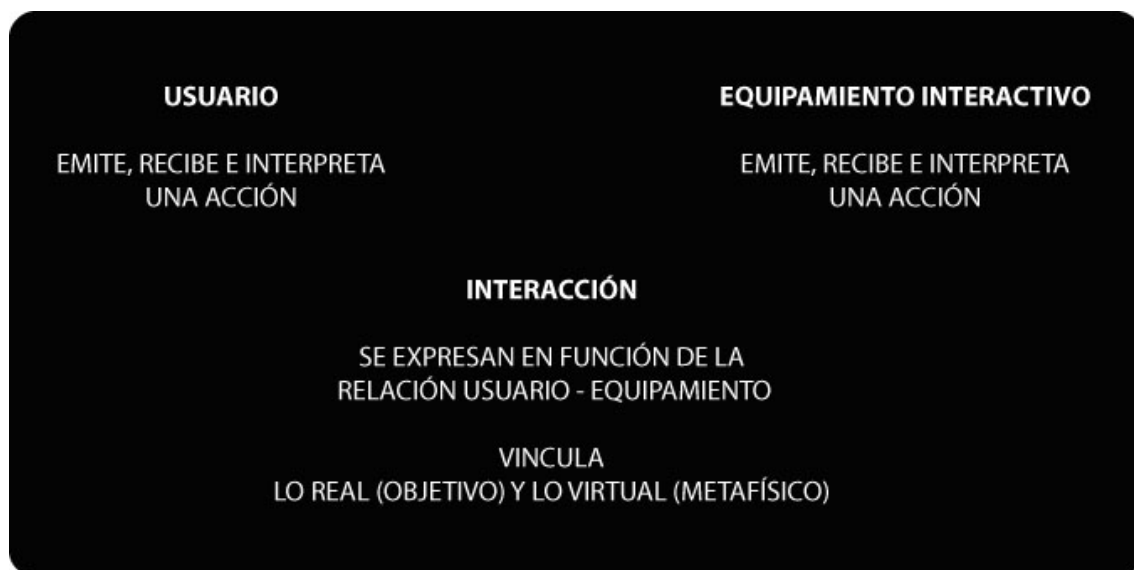 USUARIO
EMITE, RECIBE E INTERPRETA
UNA ACCIÓN
EQUIPAMIENTO INTERACTIVO
EMITE, RECIBE E INTERPRETA
UNA ACCIÓN
INTERACCIÓN
SE EXPRESAN EN FUNCIÓN DE LA
RELACIÓN USUARIO - EQUIPAMIENTO
VINCULA
LO REAL (OBJETIVO) Y LO VIRTUAL (METAFÍSICO)